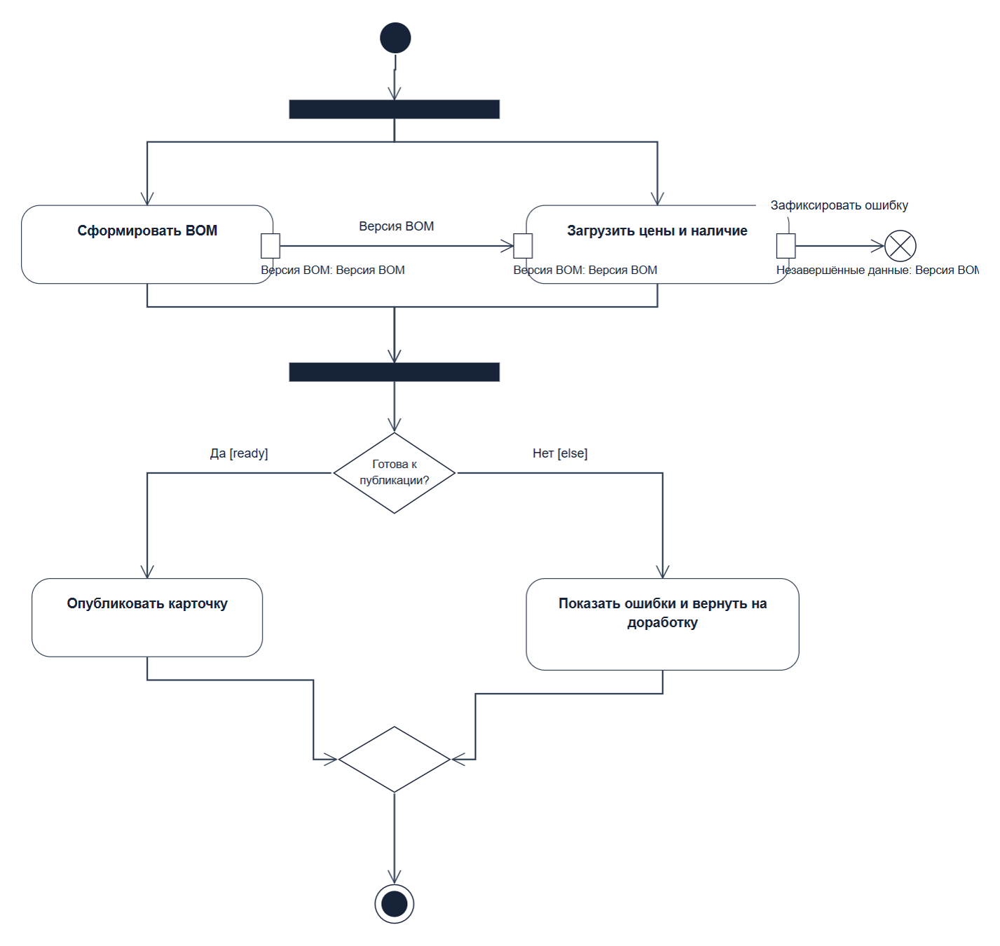 Зафиксировать ошибку
Сформировать BOM
Версия BOM
Загрузить цены и наличие
Версия BOM: Версия BOM
Версия BOM: Версия BOM
Незавершённые данные: Версия BOM
Да [ready]
Нет [else]
Готова к
публикации?
Опубликовать карточку
Показать ошибки и вернуть на
доработку